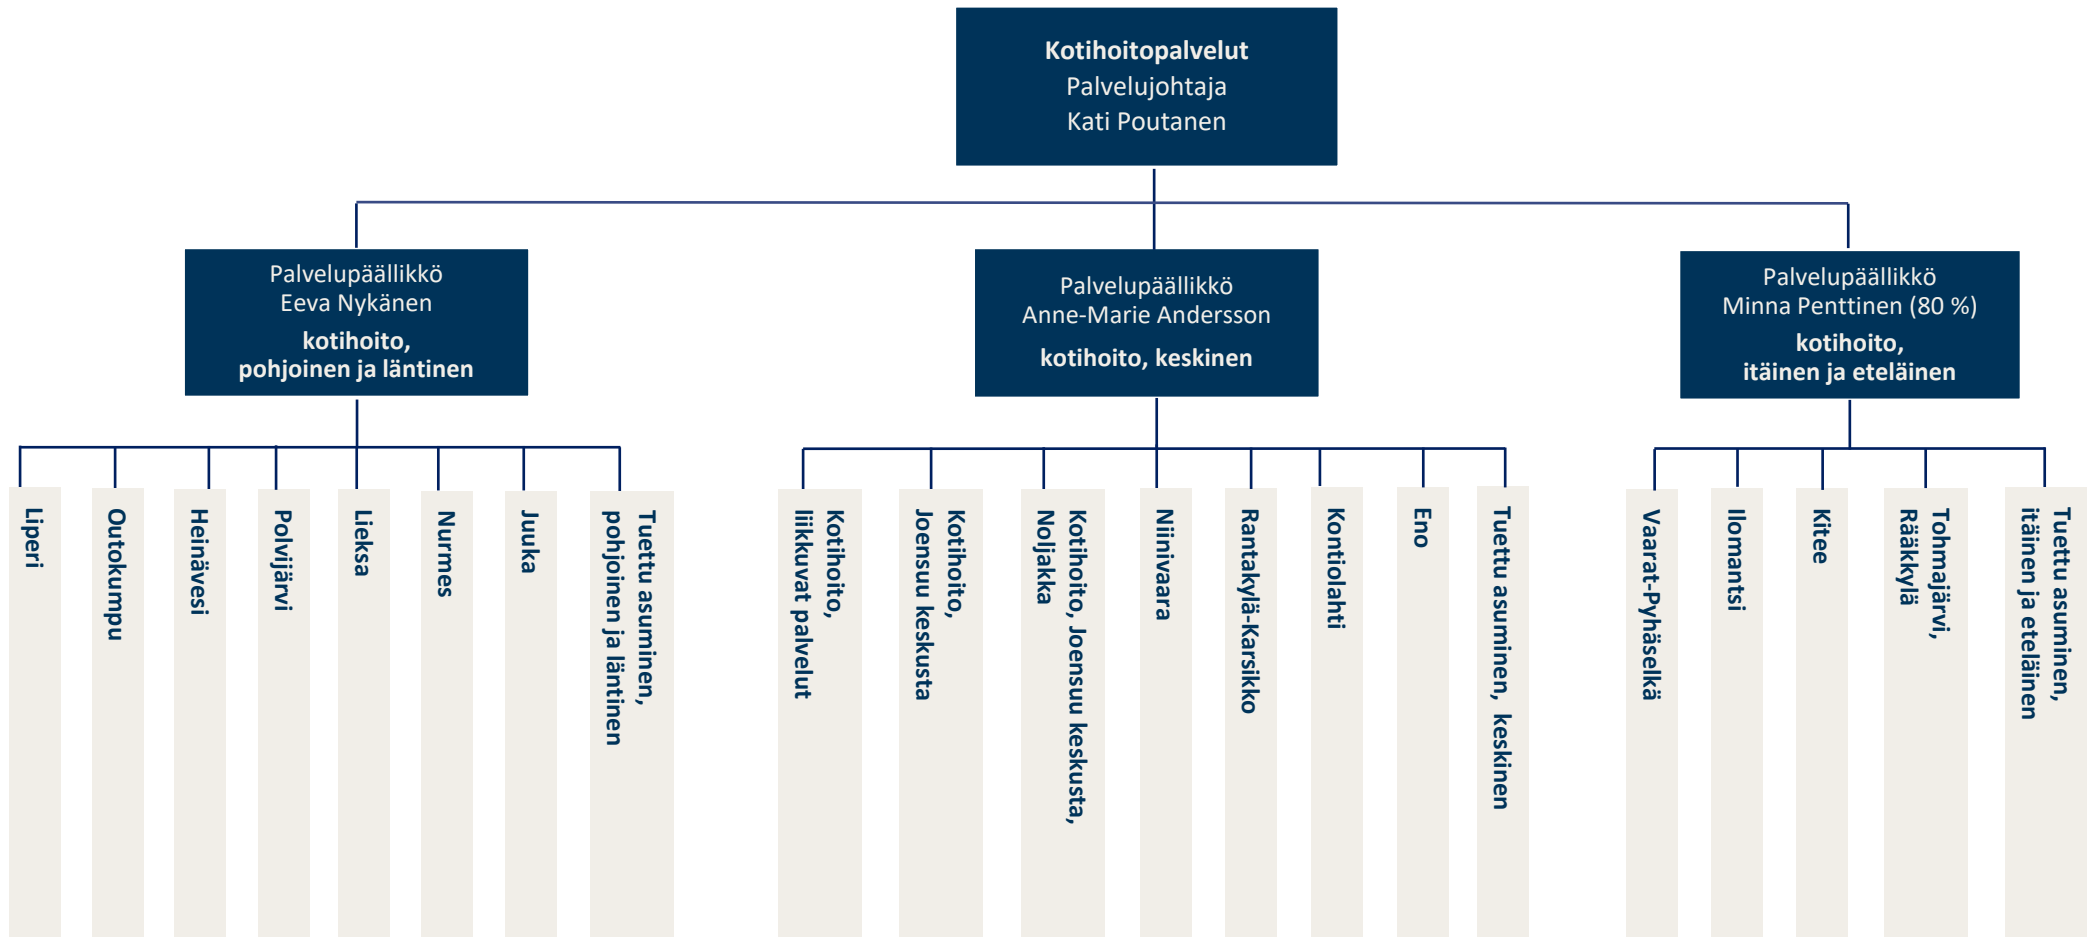 Kotihoitopalvelut
Palvelujohtaja
Kati Poutanen
Palvelupäällikkö
Eeva Nykänen
kotihoito,
pohjoinen ja läntinen
Palvelupäällikkö
Anne-Marie Andersson
kotihoito, keskinen
Palvelupäällikkö
Minna Penttinen (80 %)
kotihoito,
itäinen ja eteläinen
Liperi
Outokumpu
Heinävesi
Polvijärvi
Lieksa
Nurmes
Juuka
Tuettu asuminen,
pohjoinen ja läntinen
Kotihoito,
liikkuvat palvelut
Kotihoito,
Joensuu keskusta
Kotihoito, Joensuu keskusta,
Noljakka
Niinivaara
Rantakylä-Karsikko
Kontiolahti
Eno
Tuettu asuminen, keskinen
Vaarat-Pyhäselkä
Ilomantsi
Kitee
Tohmajärvi,
Rääkkylä
Tuettu asuminen,
itäinen ja eteläinen